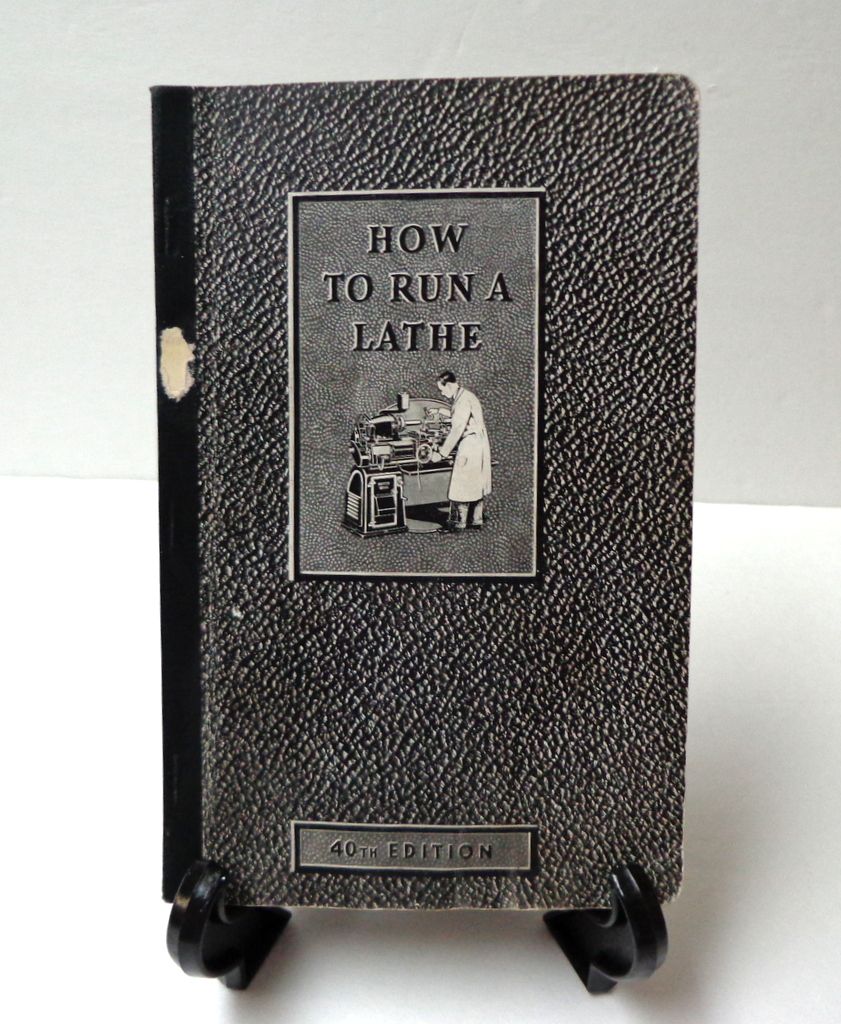 HOW
TO RUN A
LATHE
40TH EDITION